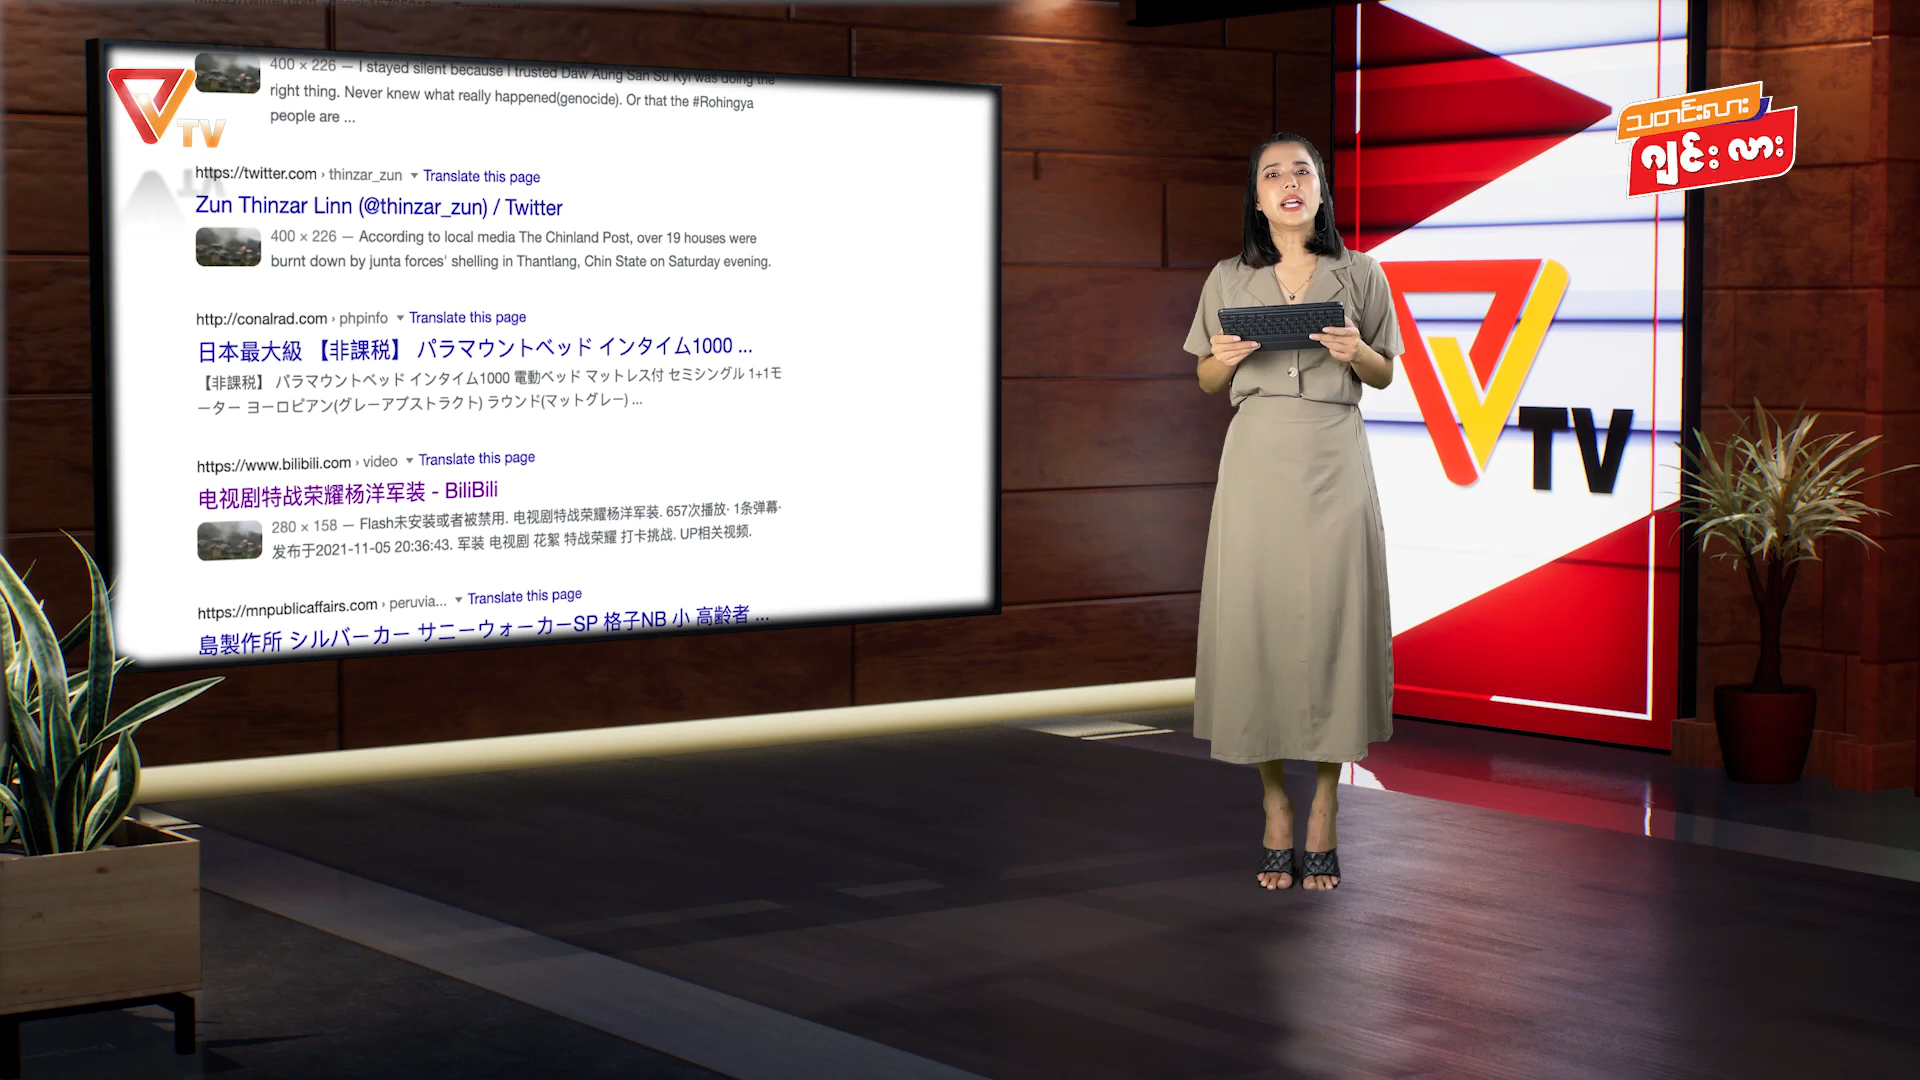 400 × 226 — I stayed silent because I trusted Daw Aung San Su Kyi was doing the
right thing. Never knew what really happened(genocide). Or that the #Rohingya
people are ...
https://twitter.com › thinzar_zun ▾ Translate this page
Zun Thinzar Linn (@thinzar_zun) / Twitter
400 × 226 — According to local media The Chinland Post, over 19 houses were
burnt down by junta forces' shelling in Thantlang, Chin State on Saturday evening.
http://conalrad.com › phpinfo ▾ Translate this page
日本最大級 【非課税】 パラマウントベッド インタイム1000 ...
【非課税】 パラマウントベッド インタイム1000 電動ベッド マットレス付 セミシングル 1+1モ
ーター ヨーロピアン(グレーアブストラクト) ラウンド(マットグレー) ...
https://www.bilibili.com › video ▾ Translate this page
电视剧特战荣耀杨洋军装 - BiliBili
280 × 158 — Flash未安装或者被禁用. 电视剧特战荣耀杨洋军装. 657次播放· 1条弹幕·
发布于2021-11-05 20:36:43. 军装 电视剧 花絮 特战荣耀 打卡挑战. UP相关视频.
https://mnpublicaffairs.com › peruvia... ▾ Translate this page
島製作所 シルバーカー サニーウォーカーSP 格子NB 小 高齢者 ...
TV
သတင်းလား
ဂျင်း လား
TV